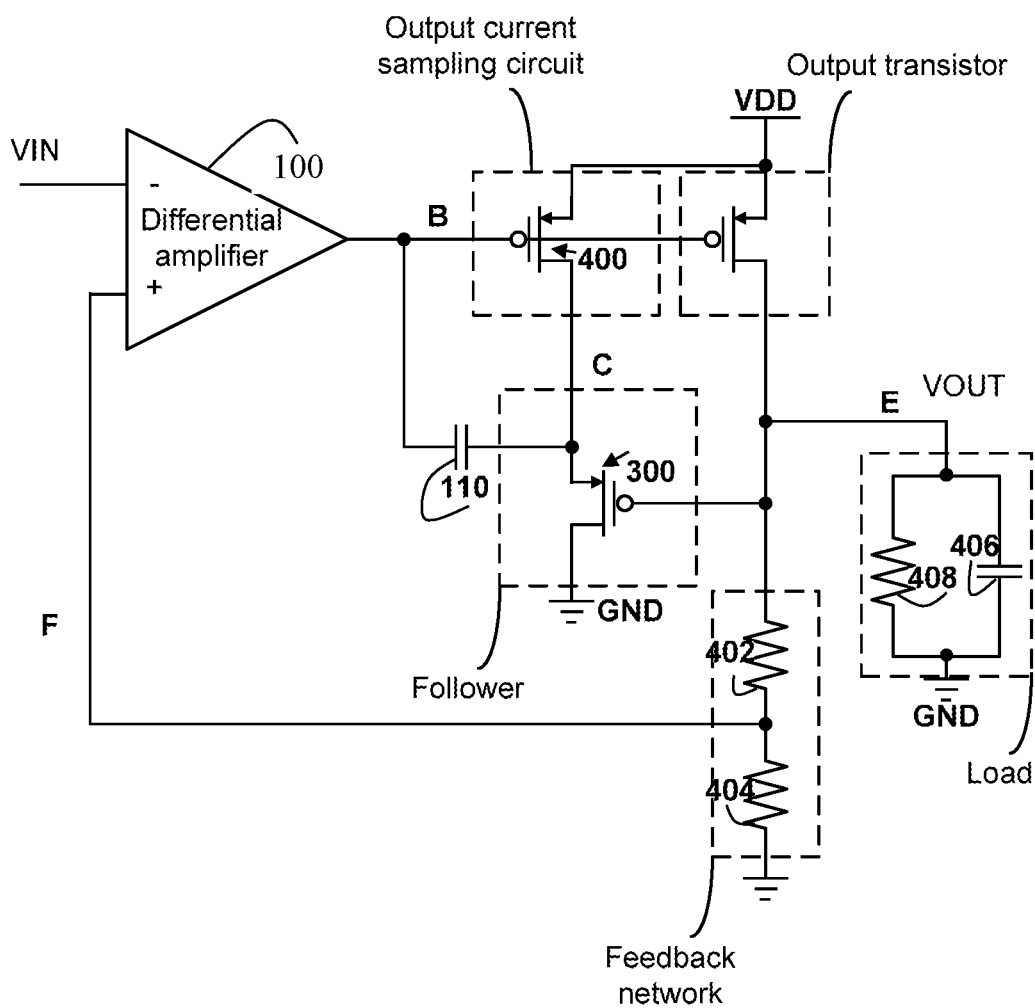 Output current
sampling circuit
Output transistor
VDD
VIN
100
-
Differential
amplifier
+
B
400
C
E
VOUT
300
110
406
408
GND
F
402
Follower
GND
Load
404
Feedback
network